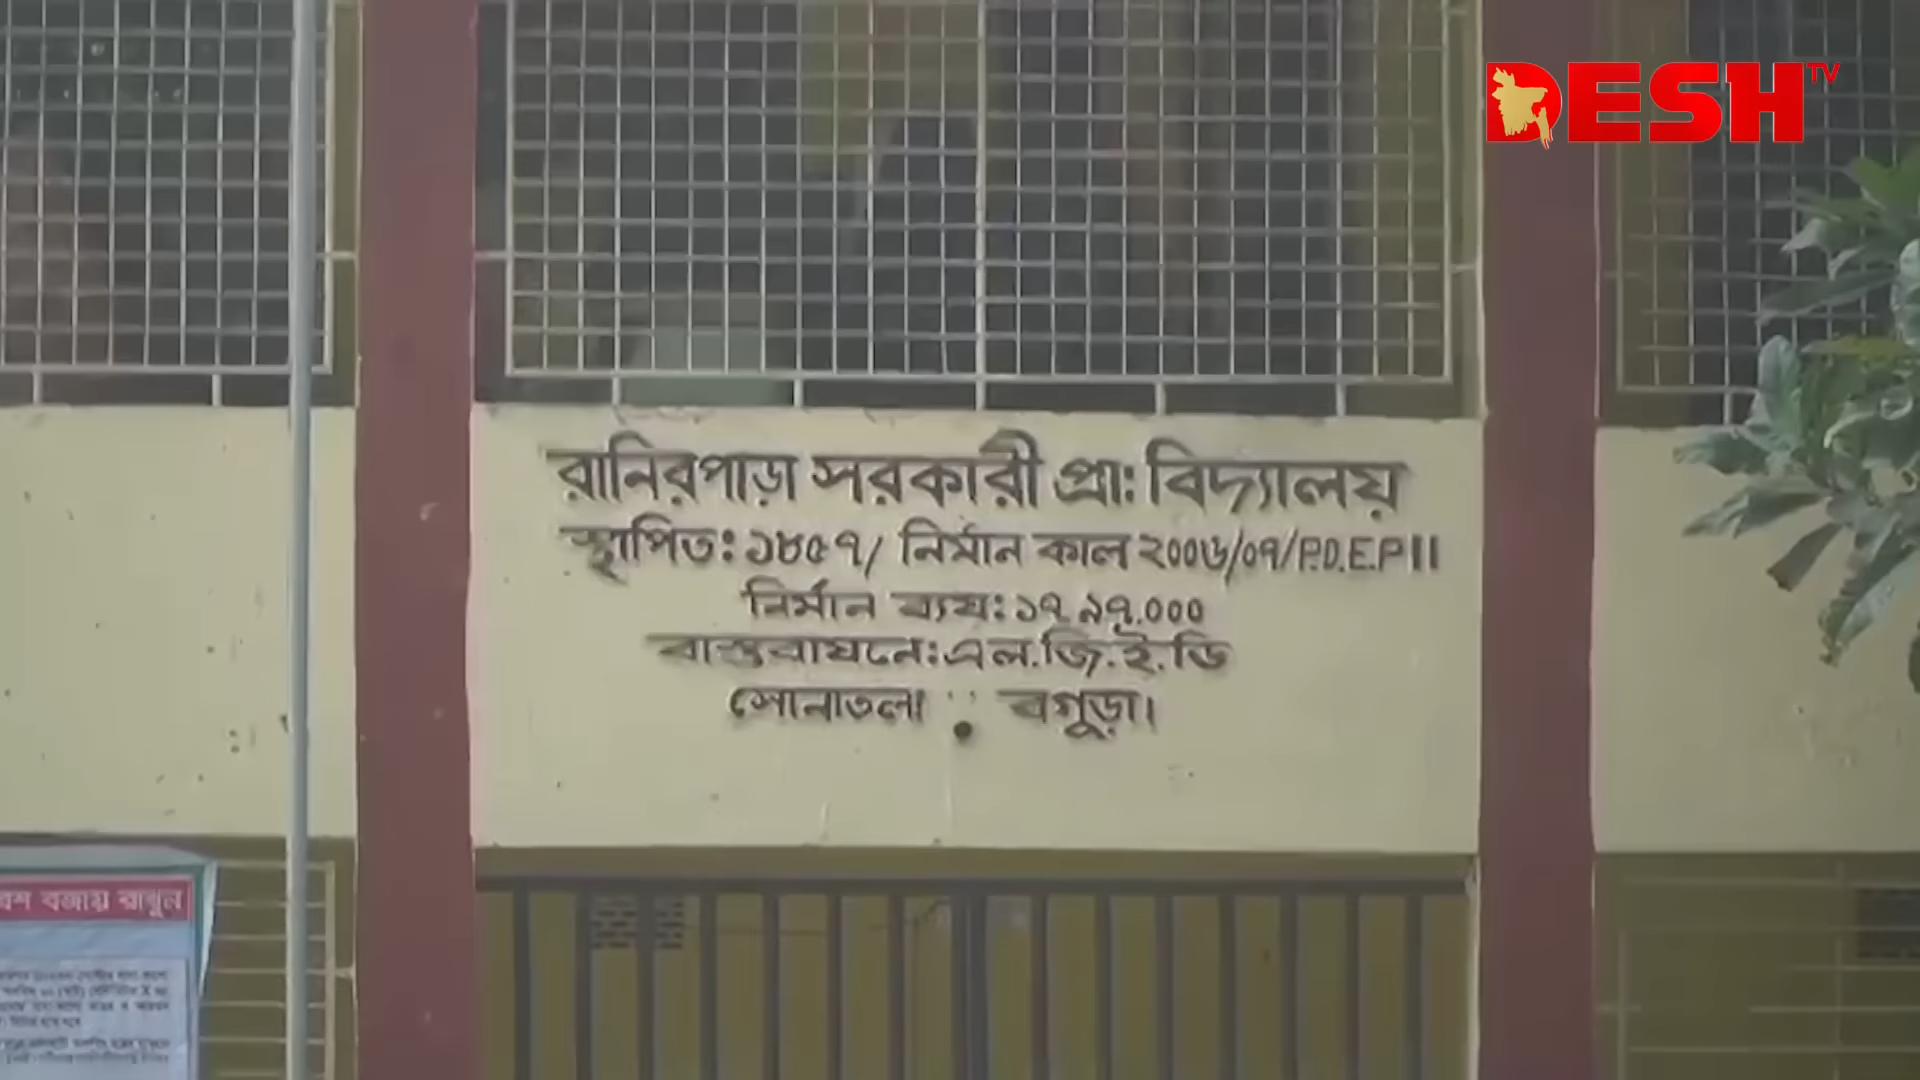 DESH TV
রানিরপাড়া সরকারী প্রাঃ বিদ্যালয়
স্থাপিতঃ ১৮৫৭/ নির্মান কাল ২০০৬/০৭/P.D.E.P II
নির্মান ব্যয়ঃ ১৭.৯৭.০০০
বাস্তবায়নেঃ এল.জি.ই.ডি
সোনাতলা বগুড়া।
বজায় রাখুন